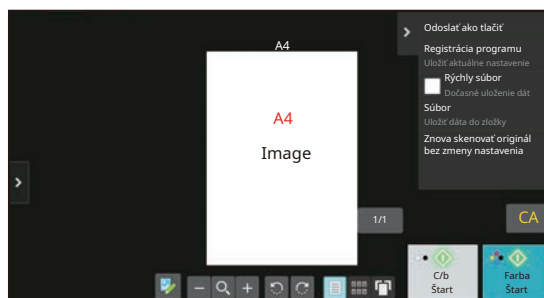 A4
A4
Image
1/1
Odoslať ako tlačiť
Registrácia programu
Uložiť aktuálne nastavenie
Rýchly súbor
Dočasné uloženie dát
Súbor
Uložiť dáta do zložky
Znova skenovať originál
bez zmeny nastavenia
CA
C/b
Štart
Farba
Štart